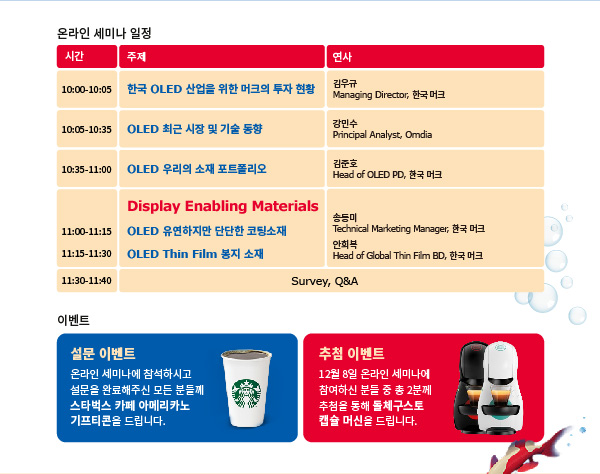 온라인 세미나 일정
시간 주제 연사
10:00-10:05 한국 OLED 산업을 위한 머크의 투자 현황 김우규
Managing Director, 한국 머크
10:05-10:35 OLED 최근 시장 및 기술 동향 강민수
Principal Analyst, Omdia
10:35-11:00 OLED 우리의 소재 포트폴리오 김준호
Head of OLED PD, 한국 머크
Display Enabling Materials
11:00-11:15 OLED 유연하지만 단단한 코팅소재 송등미
Technical Marketing Manager, 한국 머크
11:15-11:30 OLED Thin Film 봉지 소재 안희복
Head of Global Thin Film BD, 한국 머크
11:30-11:40 Survey, Q&A
이벤트
설문 이벤트
온라인 세미나에 참석하시고
설문을 완료해주신 모든 분들께
스타벅스 카페 아메리카노
기프티콘을 드립니다.
추첨 이벤트
12월 8일 온라인 세미나에
참여하신 분들 중 총 2분께
추첨을 통해 돌체구스토
캡슐 머신을 드립니다.